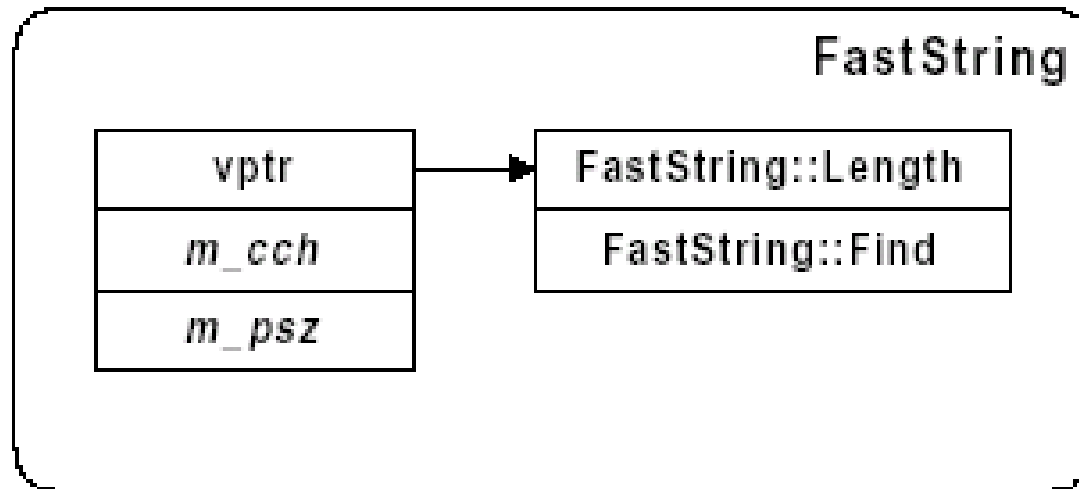 FastString
vptr
FastString::Length
m_cch
FastString::Find
m_psz